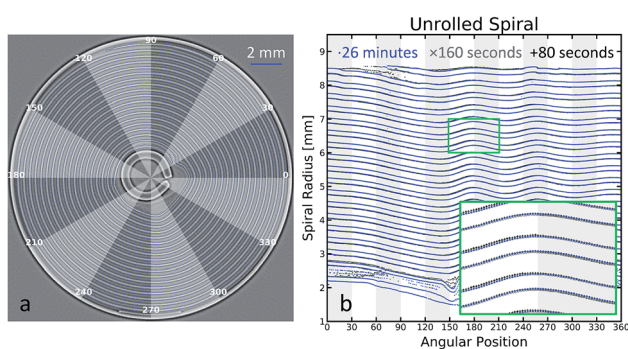 90
120
60
2 mm
150
30
180
0
210
330
240
300
270
a
Unrolled Spiral
·26 minutes ×160 seconds +80 seconds
Spiral Radius [mm]
9
8
7
6
5
4
3
2
1
b
0 30 60 90 120 150 180 210 240 270 300 330 360
Angular Position